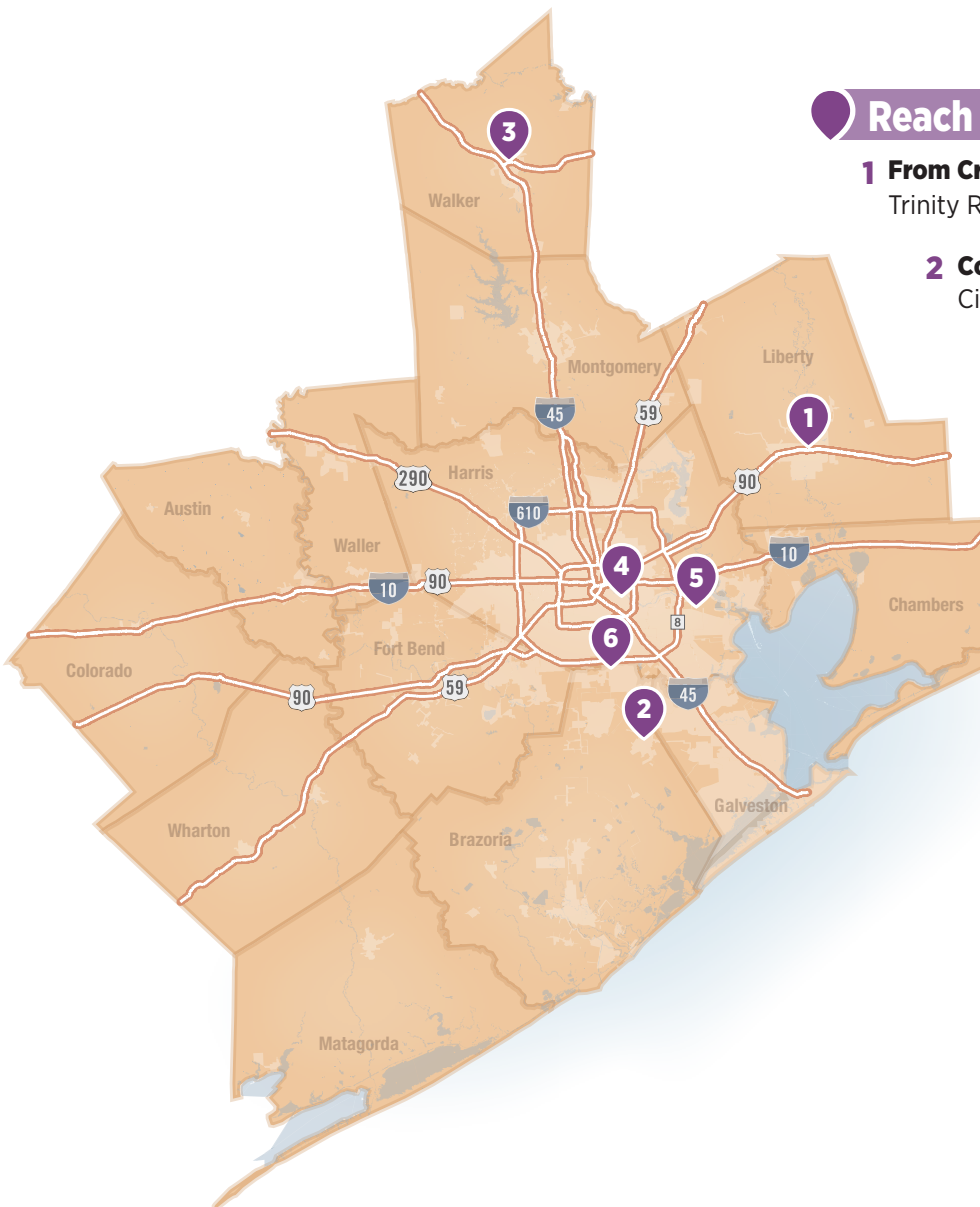 3
Reach
1 From Cr
Trinity R
Walker
2 Co
Ci
Montgomery
Liberty
45
59
1
Harris
290
90
Austin
610
Waller
10
4
5
10
90
Chambers
8
6
Fort Bend
Colorado
59
90
45
2
Galveston
Wharton
Brazoria
Matagorda